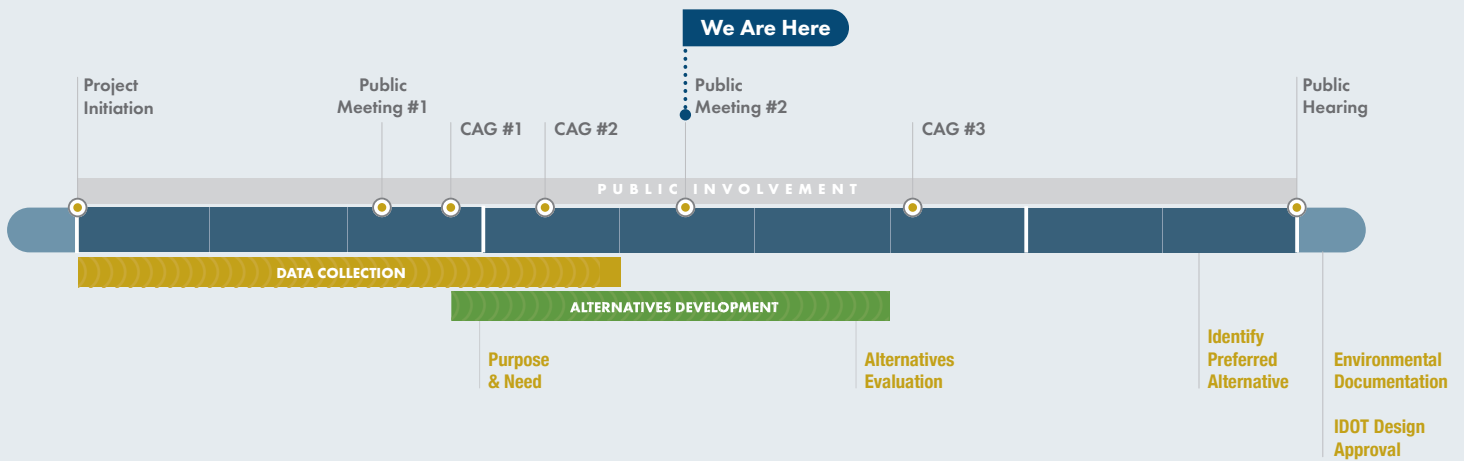 We Are Here
Project
Initiation
Public
Meeting #1
CAG #1
CAG #2
Public
Meeting #2
CAG #3
Public
Hearing
PUBLIC INVOLVEMENT
DATA COLLECTION
ALTERNATIVES DEVELOPMENT
Purpose
& Need
Alternatives
Evaluation
Identify
Preferred
Alternative
Environmental
Documentation
IDOT Design
Approval